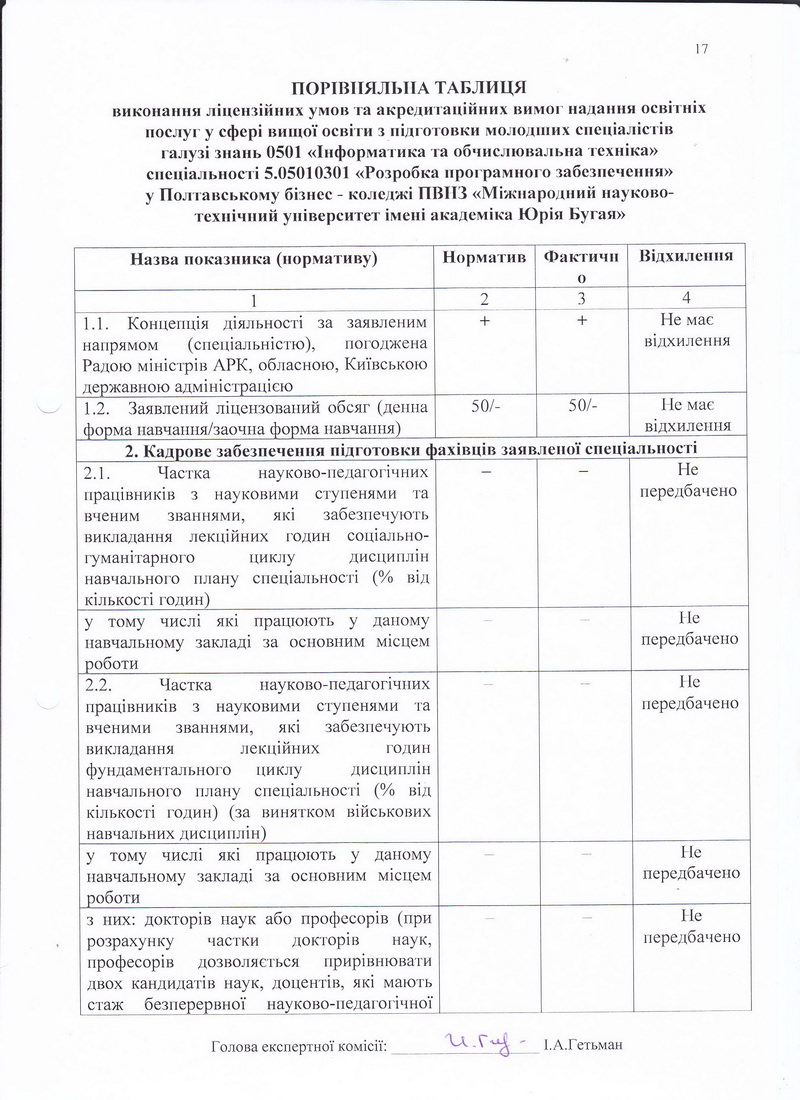 17
ПОРІВНЯЛЬНА ТАБЛИЦЯ
виконання ліцензійних умов та акредитаційних вимог надання освітніх
послуг у сфері вищої освіти з підготовки молодших спеціалістів
галузі знань 0501 «Інформатика та обчислювальна техніка»
спеціальності 5.05010301 «Розробка програмного забезпечення»
у Полтавському бізнес - коледжі ПВНЗ «Міжнародний науково-
технічний університет імені академіка Юрія Бугая»
Назва показника (нормативу) Норматив Фактичн Відхилення
о
1 2 3 4
1.1. Концепція діяльності за заявленим + + Не має
напрямом (спеціальністю), погоджена відхилення
Радою міністрів АРК, обласною, Київською
державною адміністрацією
1.2. Заявлений ліцензований обсяг (денна 50/- 50/- Не має
форма навчання/заочна форма навчання) відхилення
2. Кадрове забезпечення підготовки фахівців заявленої спеціальності
2.1. Частка науково-педагогічних – – Не
працівників з науковими ступенями та передбачено
вченим званнями, які забезпечують
викладання лекційних годин соціально-
гуманітарного циклу дисциплін
навчального плану спеціальності (% від
кількості годин)
у тому числі які працюють у даному – – Не
навчальному закладі за основним місцем передбачено
роботи
2.2. Частка науково-педагогічних – – Не
працівників з науковими ступенями та передбачено
вченими званнями, які забезпечують
викладання лекційних годин
фундаментального циклу дисциплін
навчального плану спеціальності (% від
кількості годин) (за винятком військових
навчальних дисциплін)
у тому числі які працюють у даному – – Не
навчальному закладі за основним місцем передбачено
роботи
з них: докторів наук або професорів (при – – Не
розрахунку частки докторів наук, передбачено
професорів дозволяється прирівнювати
двох кандидатів наук, доцентів, які мають
стаж безперервної науково-педагогічної
Голова експертної комісії: І.А.Гетьман